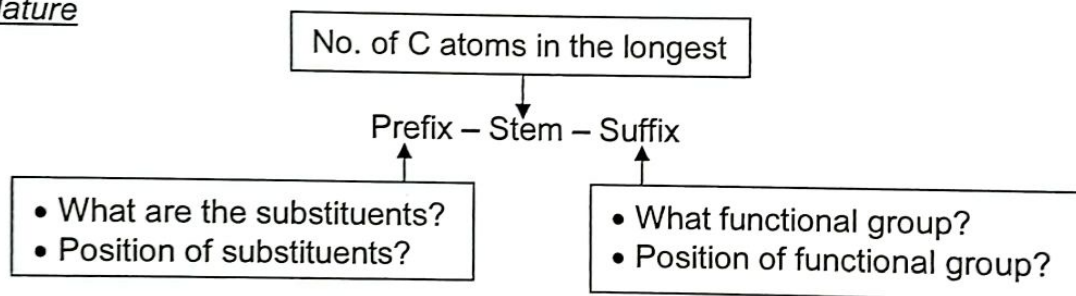 No. of C atoms in the longest
Prefix – Stem – Suffix
• What are the substituents?
• Position of substituents?
• What functional group?
• Position of functional group?